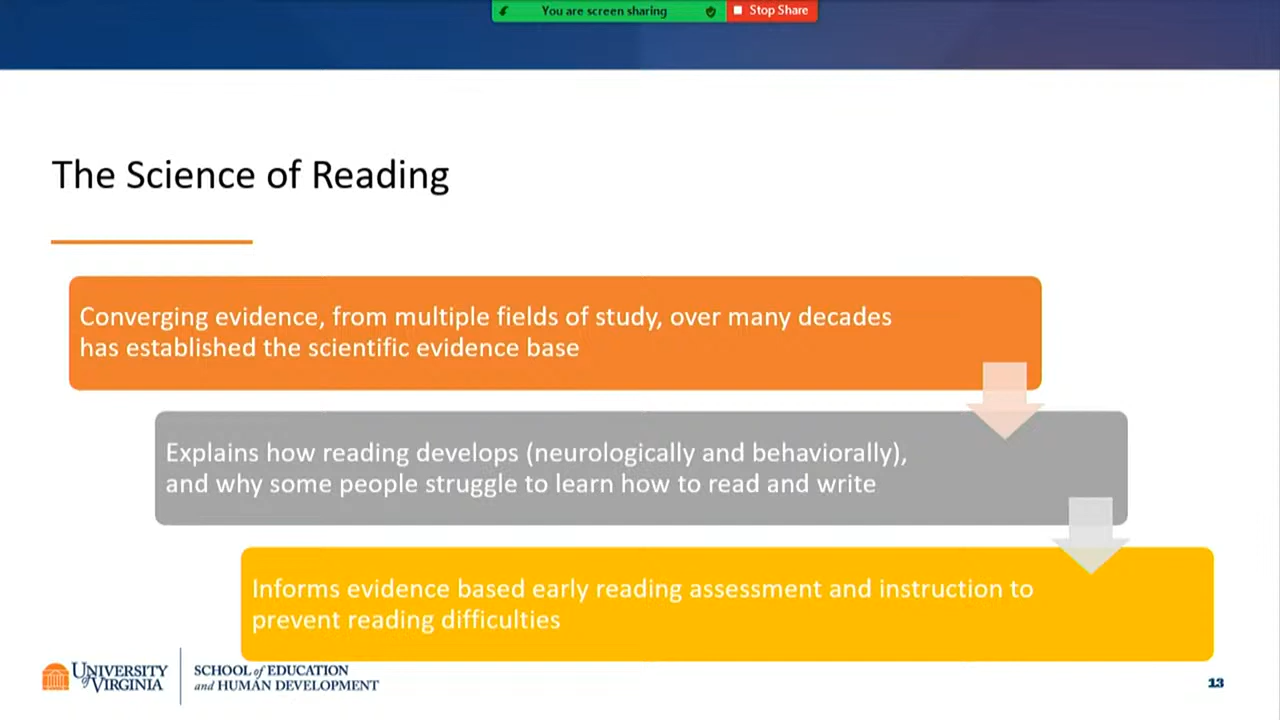 You are screen sharing
Stop Share
The Science of Reading
Converging evidence, from multiple fields of study, over many decades
has established the scientific evidence base
Explains how reading develops (neurologically and behaviorally),
and why some people struggle to learn how to read and write
Informs evidence based early reading assessment and instruction to
prevent reading difficulties
UNIVERSITY
of VIRGINIA
SCHOOL of EDUCATION
and HUMAN DEVELOPMENT
13